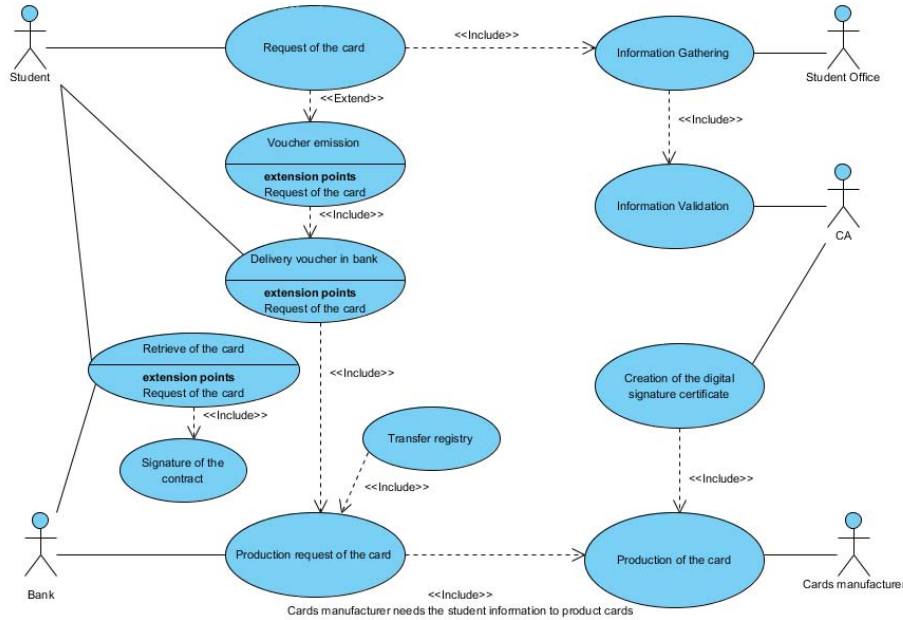 Student
Request of the card
<<Include>>
Information Gathering
Student Office
<<Extend>>
<<Include>>
Voucher emission
extension points
Request of the card
Information Validation
CA
<<Include>>
Delivery voucher in bank
extension points
Request of the card
Retrieve of the card
extension points
Request of the card
<<Include>>
Creation of the digital
signature certificate
<<Include>>
Transfer registry
Signature of the
contract
<<Include>>
<<Include>>
Bank
Production request of the card
Production of the card
Cards manufacturer
<<Include>>
Cards manufacturer needs the student information to product cards